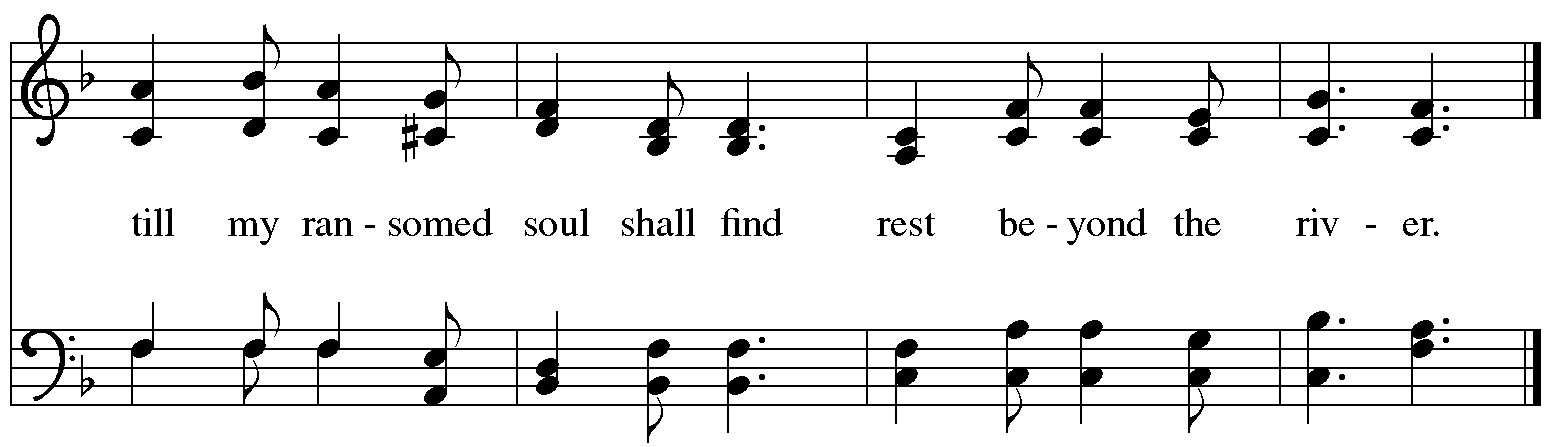 till my ran - somed soul shall find rest be - yond the riv - er.